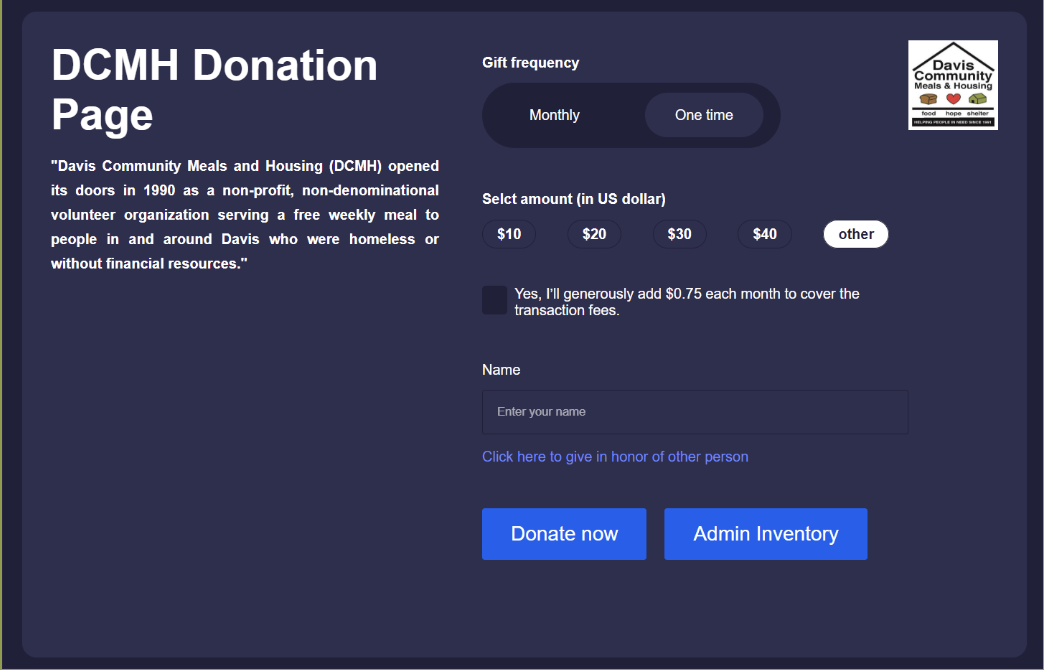 DCMH Donation
Page
"Davis Community Meals and Housing (DCMH) opened
its doors in 1990 as a non-profit, non-denominational
volunteer organization serving a free weekly meal to
people in and around Davis who were homeless or
without financial resources."
Gift frequency
Monthly One time
Selct amount (in US dollar)
$10 $20 $30 $40 other
Yes, I'll generously add $0.75 each month to cover the
transaction fees.
Name
Enter your name
Click here to give in honor of other person
Donate now Admin Inventory
Davis
Community
Meals & Housing
food hope shelter
HELPING PEOPLE IN NEED SINCE